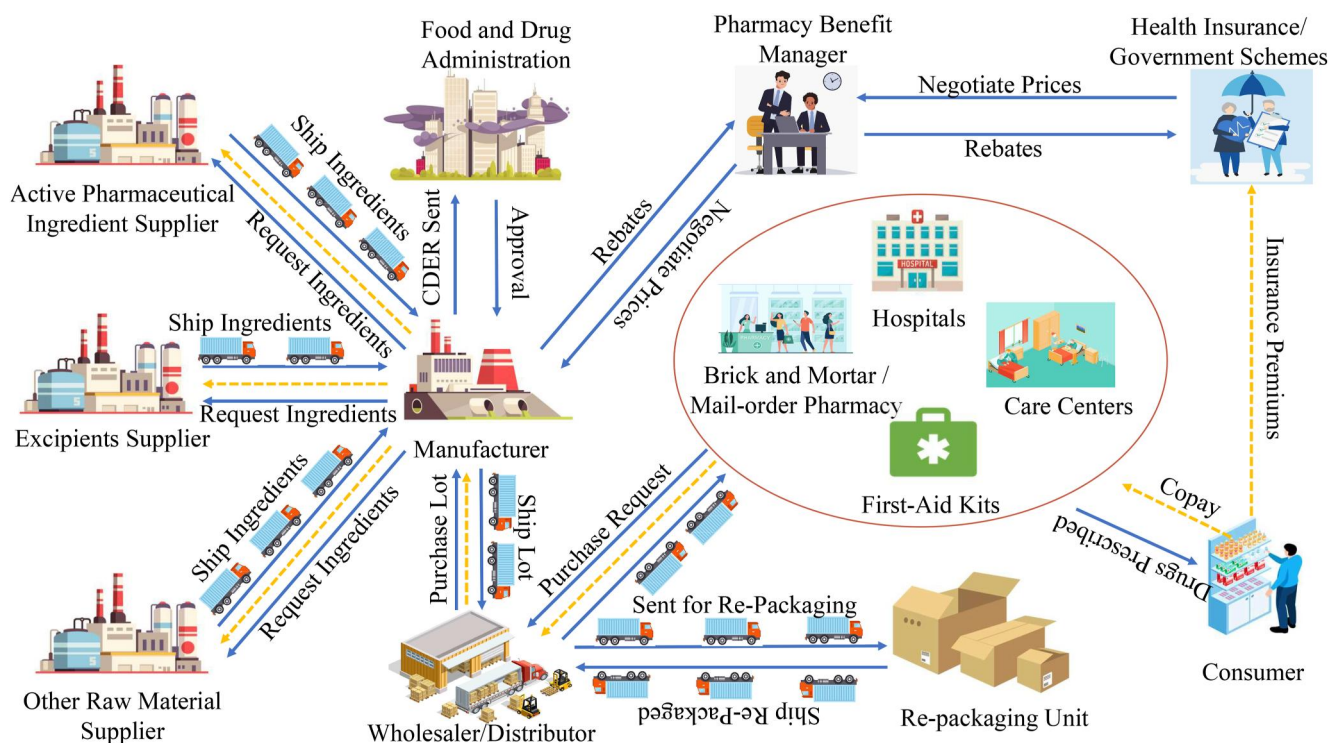 Food and Drug
Administration
Pharmacy Benefit
Manager
Health Insurance/
Government Schemes
Negotiate Prices
Rebates
Active Pharmaceutical
Ingredient Supplier
Ship Ingredients
Request Ingredients
CDER Sent
Approval
Rebates
Negotiate Prices
HOSPITAL
Hospitals
PHARMACY
Brick and Mortar /
Mail-order Pharmacy
Care Centers
First-Aid Kits
Insurance Premiums
Ship Ingredients
Request Ingredients
Excipients Supplier
Manufacturer
Ship Ingredients
Request Ingredients
Purchase Lot
Ship Lot
Purchase Request
Copay
Drugs Prescribed
Sent for Re-Packaging
Ship Re-Packaged
Other Raw Material
Supplier
Wholesaler/Distributor
Re-packaging Unit
Consumer